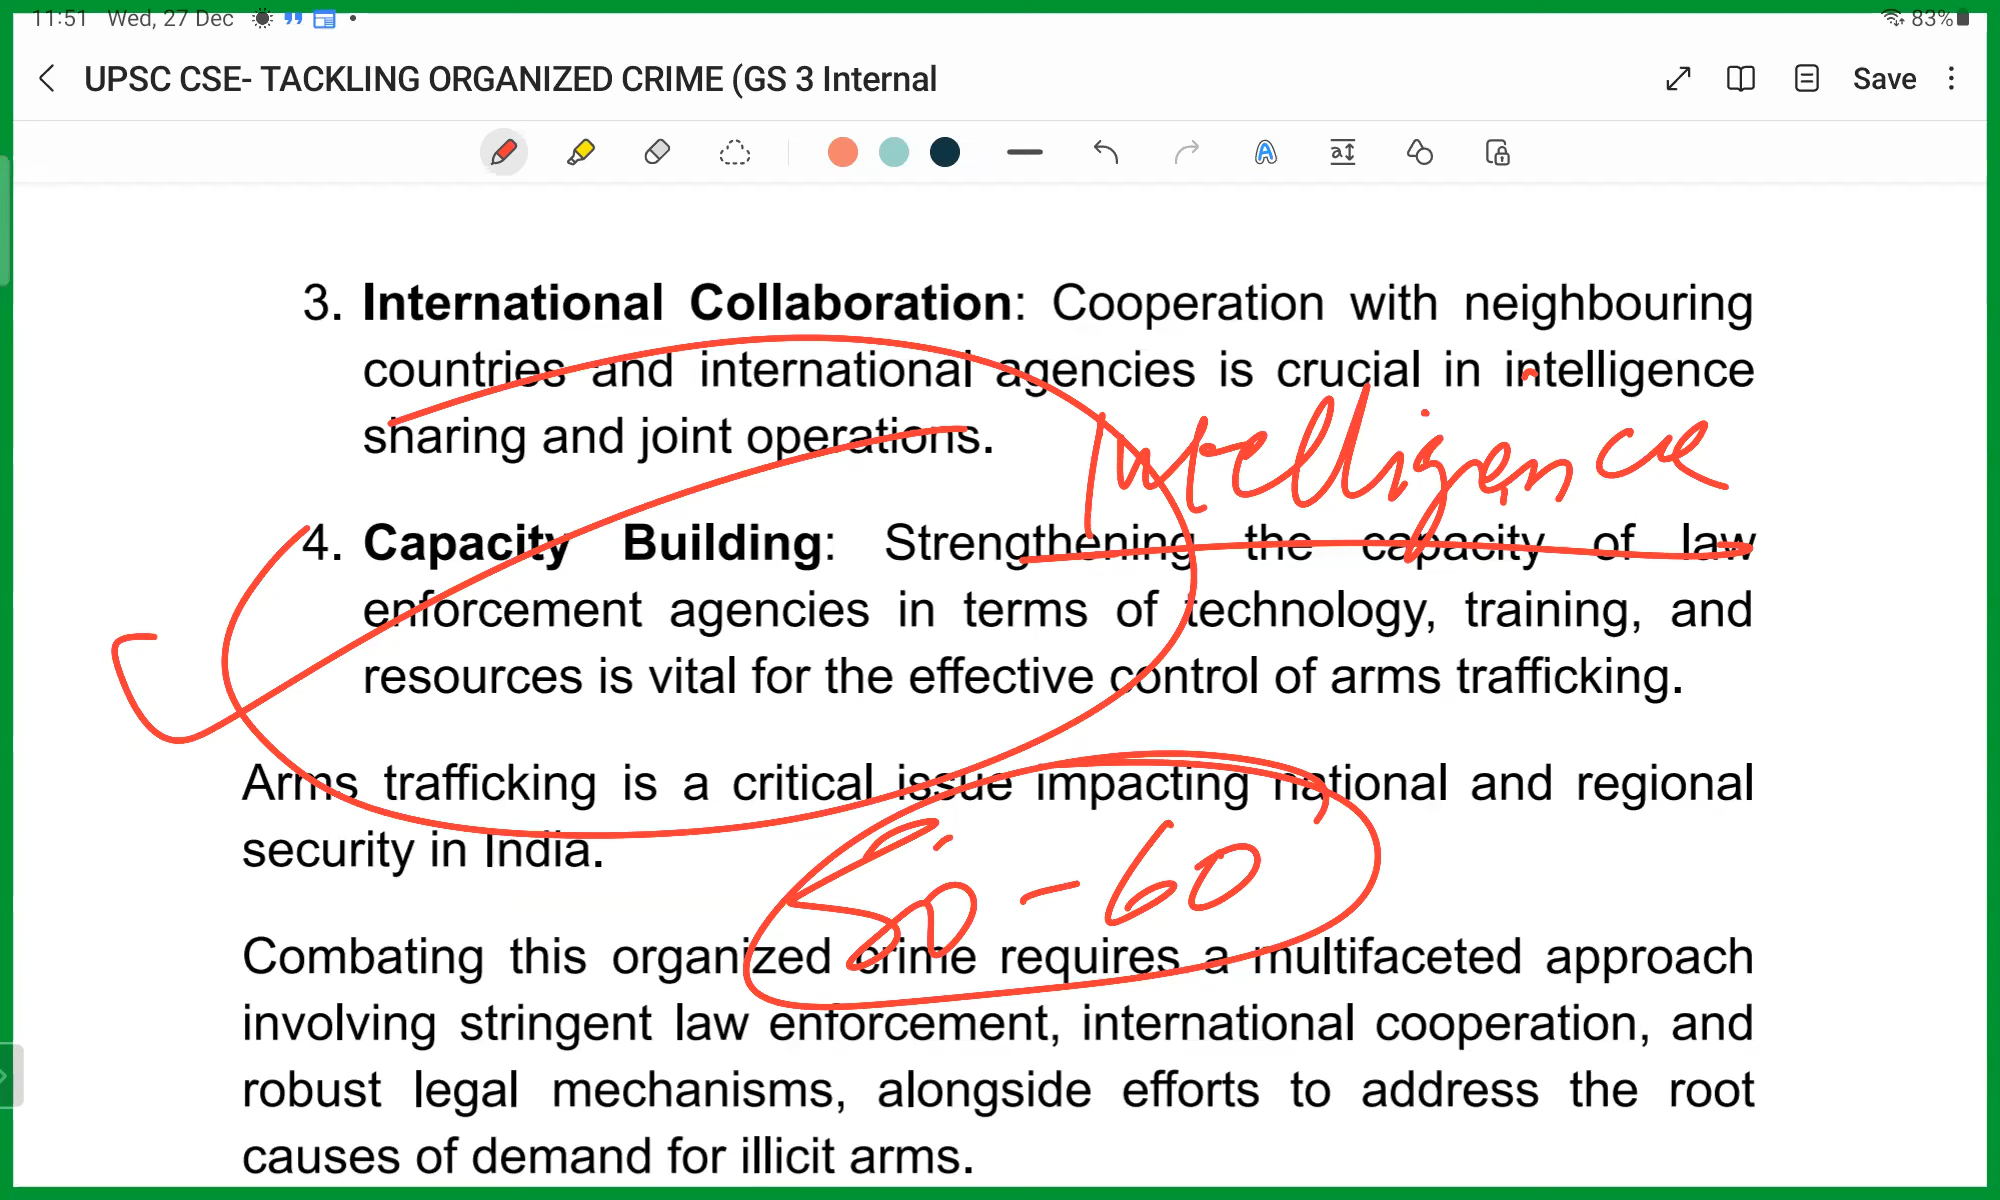 11:51 Wed, 27 Dec 83%
UPSC CSE- TACKLING ORGANIZED CRIME (GS 3 Internal
Save
3. International Collaboration: Cooperation with neighbouring
countries and international agencies is crucial in intelligence
sharing and joint operations.
Intelligence
4. Capacity Building: Strengthening the capacity of law
enforcement agencies in terms of technology, training, and
resources is vital for the effective control of arms trafficking.
Arms trafficking is a critical issue impacting national and regional
security in India.
50-60
Combating this organized crime requires a multifaceted approach
involving stringent law enforcement, international cooperation, and
robust legal mechanisms, alongside efforts to address the root
causes of demand for illicit arms.